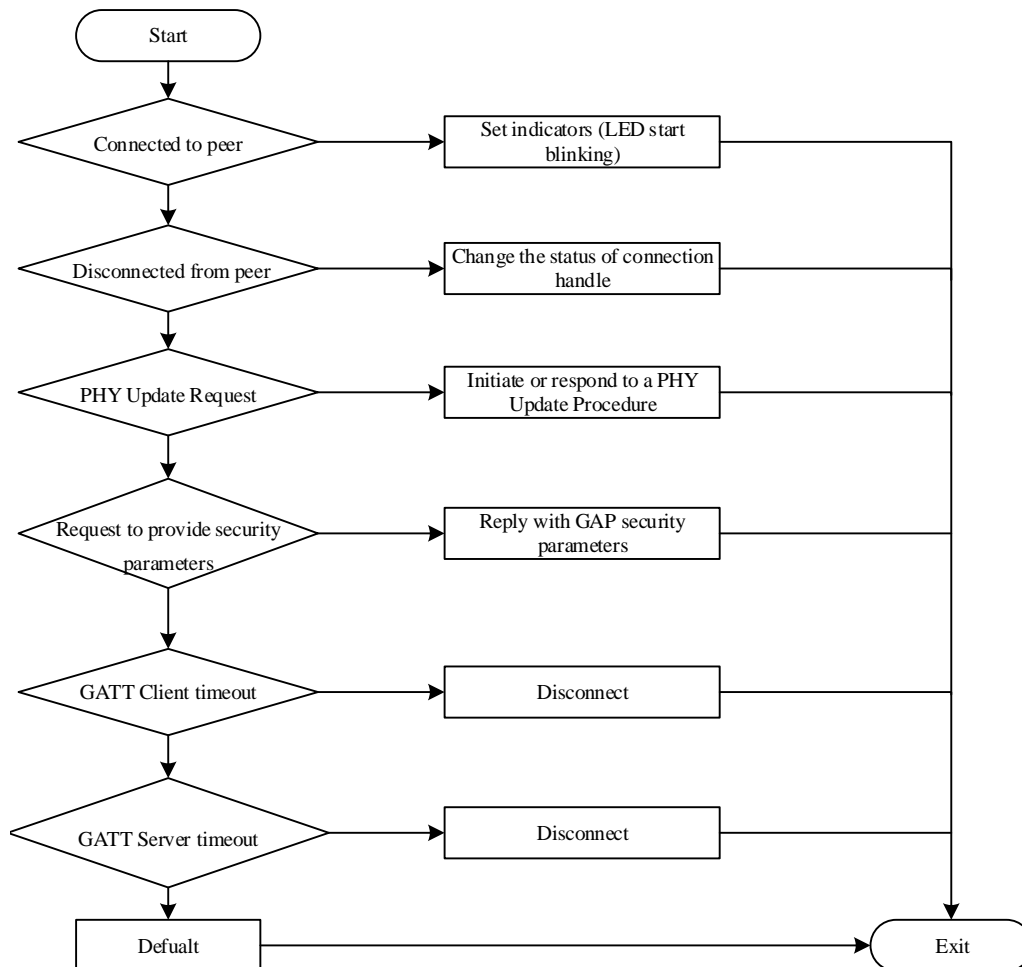 Start
Connected to peer
Set indicators (LED start
blinking)
Disconnected from peer
Change the status of connection
handle
PHY Update Request
Initiate or respond to a PHY
Update Procedure
Request to provide security
parameters
Reply with GAP security
parameters
GATT Client timeout
Disconnect
GATT Server timeout
Disconnect
Defualt
Exit